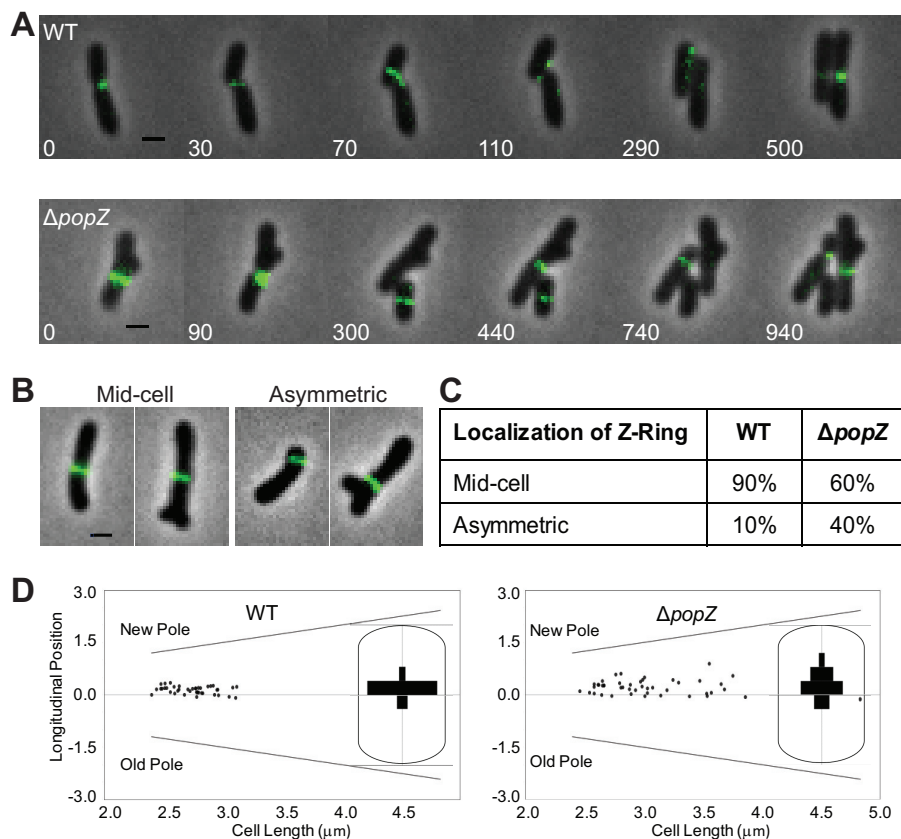 A
WT
0 30 70 110 290 500
ΔpopZ
0 90 300 440 740 940
B
Mid-cell Asymmetric
C
Localization of Z-Ring WT ΔpopZ
Mid-cell 90% 60%
Asymmetric 10% 40%
D
Longitudinal Position
3.0
1.5
0.0
-1.5
-3.0
WT
New Pole
Old Pole
2.0 2.5 3.0 3.5 4.0 4.5
Cell Length (μm)
3.0
1.5
0.0
-1.5
-3.0
ΔpopZ
New Pole
Old Pole
2.0 2.5 3.0 3.5 4.0 4.5 5.0
Cell Length (μm)